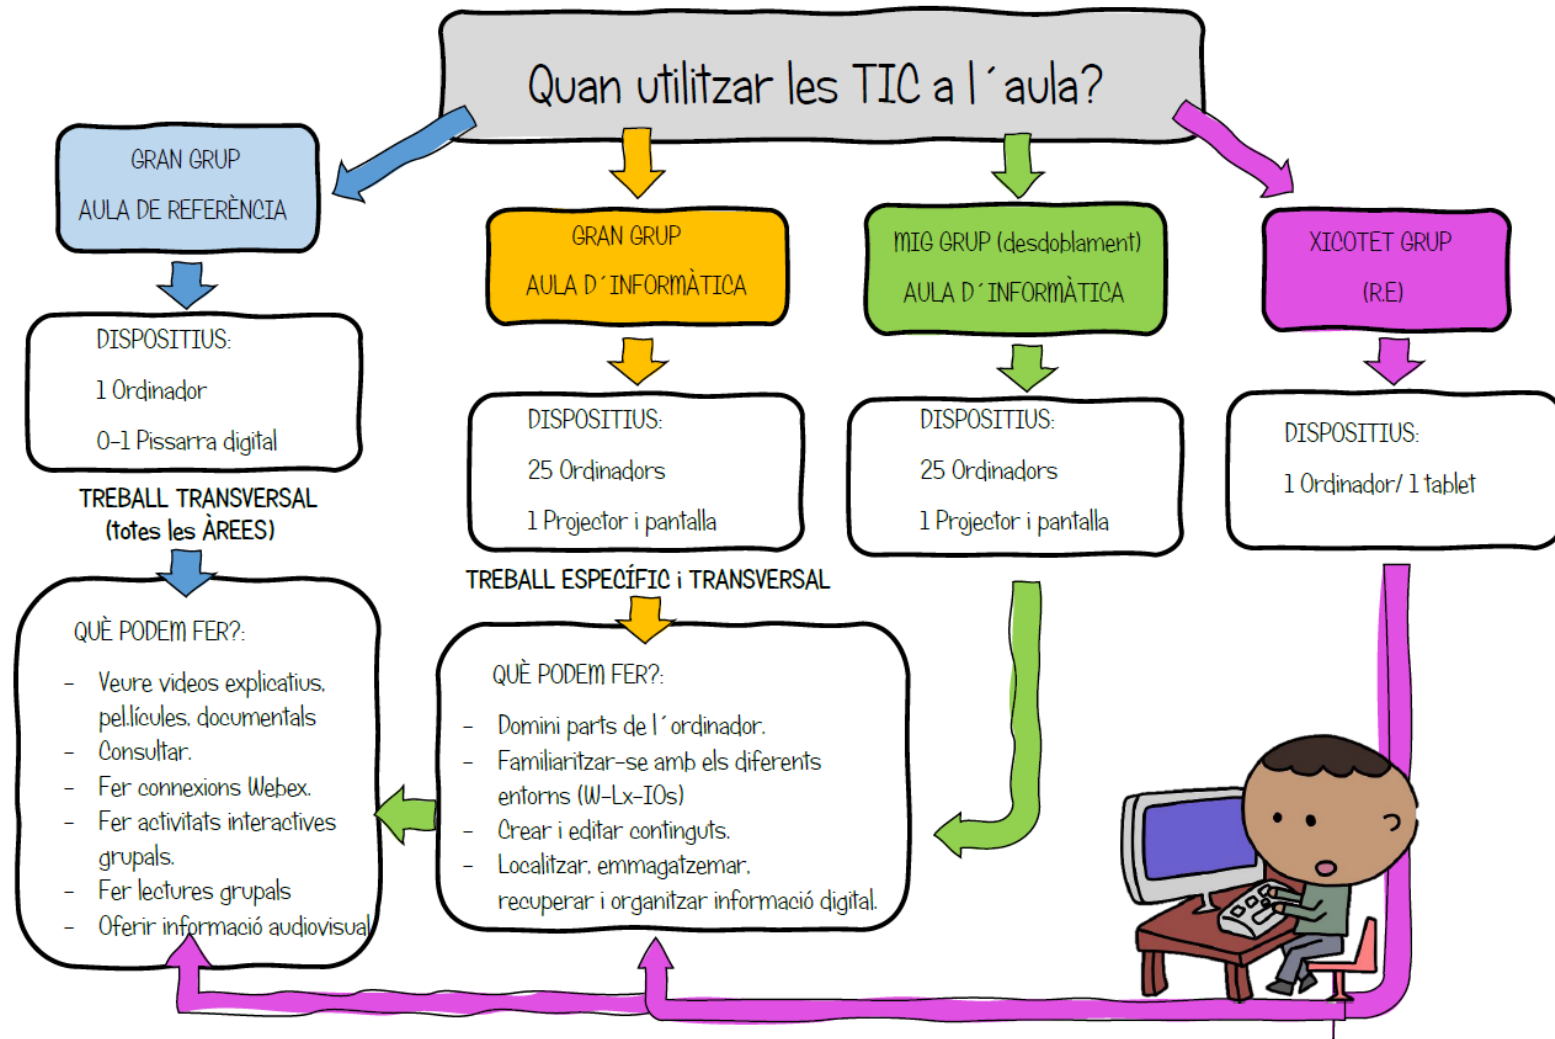 Quan utilitzar les TIC a l´aula?
GRAN GRUP
AULA DE REFERÈNCIA
GRAN GRUP
AULA D´INFORMÀTICA
MIG GRUP (desdoblament)
AULA D´INFORMÀTICA
XICOTET GRUP
(R.E)
DISPOSITIUS:
1 Ordinador
0-1 Pissarra digital
DISPOSITIUS:
25 Ordinadors
1 Projector i pantalla
DISPOSITIUS:
25 Ordinadors
1 Projector i pantalla
DISPOSITIUS:
1 Ordinador/ 1 tablet
TREBALL TRANSVERSAL
(totes les ÀREES)
TREBALL ESPECÍFIC i TRANSVERSAL
QUÈ PODEM FER?:
- Veure videos explicatius,
pel.lícules, documentals
- Consultar.
- Fer connexions Webex.
- Fer activitats interactives
grupals.
- Fer lectures grupals
- Oferir informació audiovisual
QUÈ PODEM FER?:
- Domini parts de l´ordinador.
- Familiaritzar-se amb els diferents
entorns (W-Lx-IOs)
- Crear i editar continguts.
- Localitzar, emmagatzemar,
recuperar i organitzar informació digital.